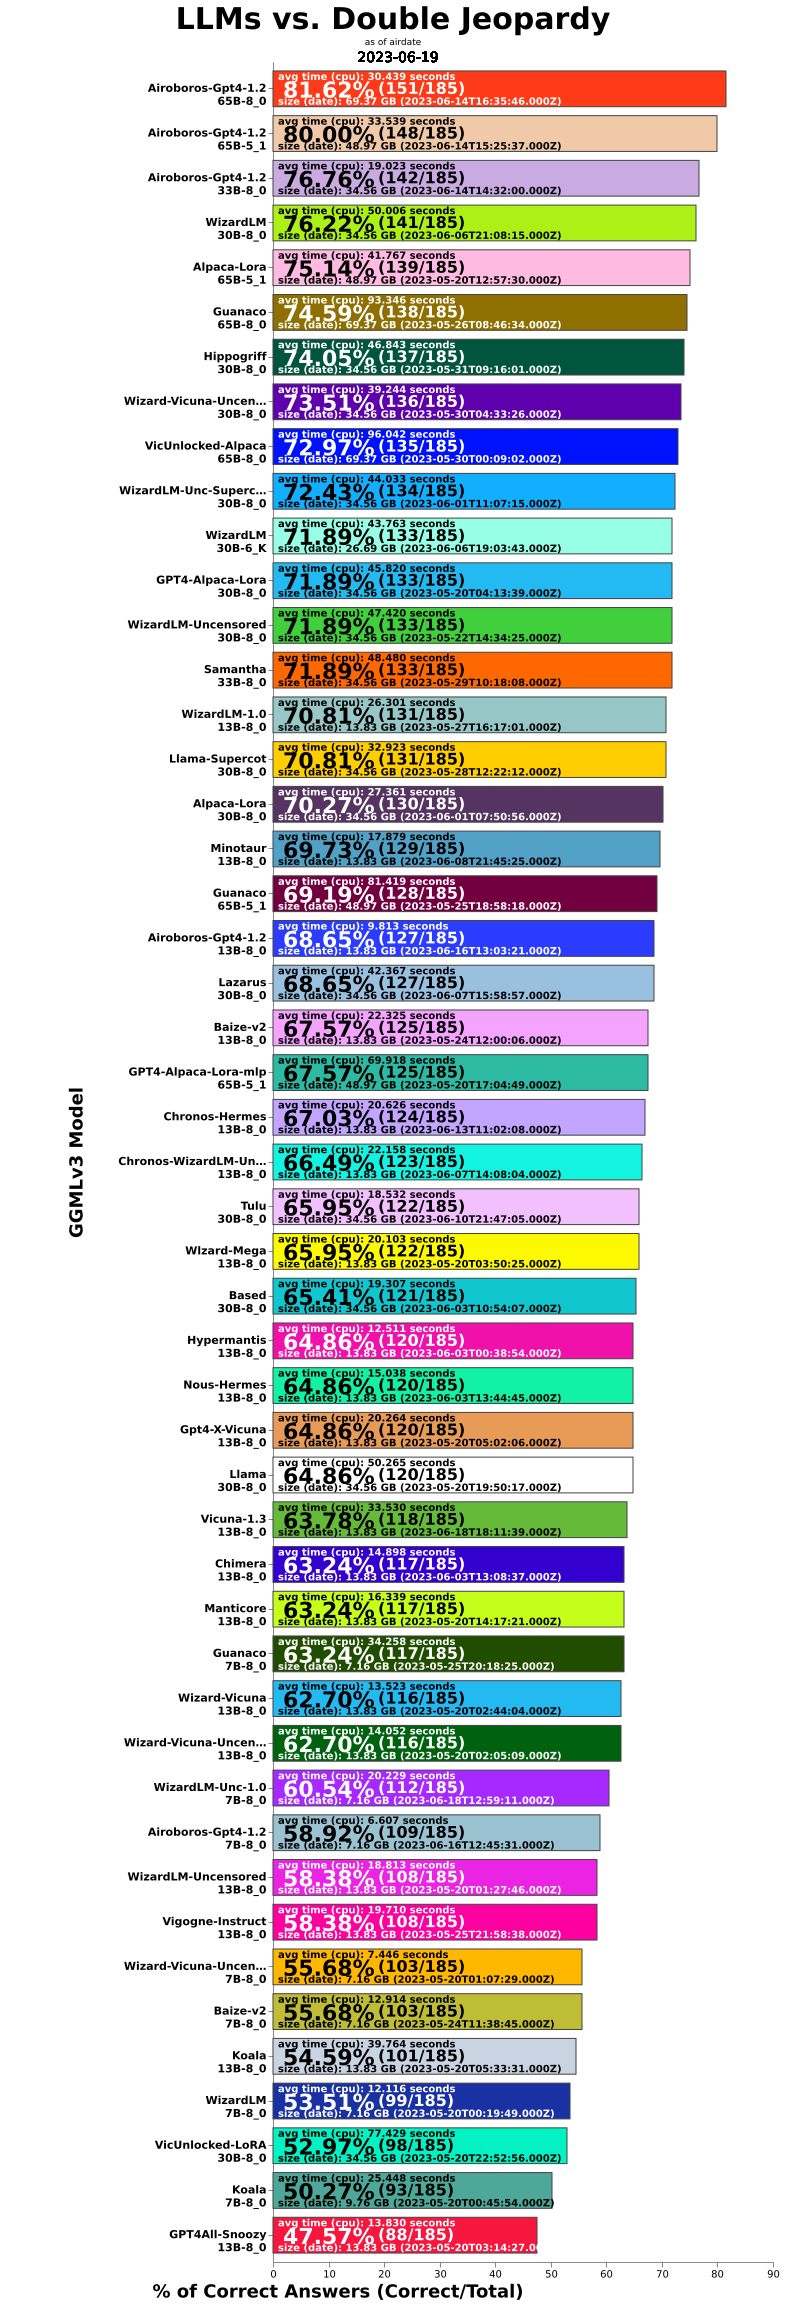 LLMs vs. Double Jeopardy
as of airdate
2023-06-19
GGMLv3 Model
Airoboros-Gpt4-1.2
65B-8_0
avg time (cpu): 30.439 seconds
81.62% (151/185)
size (date): 69.37 GB (2023-06-14T16:35:46.000Z)
Airoboros-Gpt4-1.2
65B-5_1
avg time (cpu): 33.539 seconds
80.00% (148/185)
size (date): 48.97 GB (2023-06-14T15:25:37.000Z)
Airoboros-Gpt4-1.2
33B-8_0
avg time (cpu): 19.023 seconds
76.76% (142/185)
size (date): 34.56 GB (2023-06-14T14:32:00.000Z)
WizardLM
30B-8_0
avg time (cpu): 50.006 seconds
76.22% (141/185)
size (date): 34.56 GB (2023-06-06T21:08:15.000Z)
Alpaca-Lora
65B-5_1
avg time (cpu): 41.767 seconds
75.14% (139/185)
size (date): 48.97 GB (2023-05-20T12:57:30.000Z)
Guanaco
65B-8_0
avg time (cpu): 93.346 seconds
74.59% (138/185)
size (date): 69.37 GB (2023-05-26T08:46:34.000Z)
Hippogriff
30B-8_0
avg time (cpu): 46.843 seconds
74.05% (137/185)
size (date): 34.56 GB (2023-05-31T09:16:01.000Z)
Wizard-Vicuna-Uncen...
30B-8_0
avg time (cpu): 39.244 seconds
73.51% (136/185)
size (date): 34.56 GB (2023-05-30T04:33:26.000Z)
VicUnlocked-Alpaca
65B-8_0
avg time (cpu): 96.042 seconds
72.97% (135/185)
size (date): 69.37 GB (2023-05-30T00:09:02.000Z)
WizardLM-Unc-Superc...
30B-8_0
avg time (cpu): 44.033 seconds
72.43% (134/185)
size (date): 34.56 GB (2023-06-01T11:07:15.000Z)
WizardLM
30B-6_K
avg time (cpu): 43.763 seconds
71.89% (133/185)
size (date): 26.69 GB (2023-06-06T19:03:43.000Z)
GPT4-Alpaca-Lora
30B-8_0
avg time (cpu): 45.820 seconds
71.89% (133/185)
size (date): 34.56 GB (2023-05-20T04:13:39.000Z)
WizardLM-Uncensored
30B-8_0
avg time (cpu): 47.420 seconds
71.89% (133/185)
size (date): 34.56 GB (2023-05-22T14:34:25.000Z)
Samantha
33B-8_0
avg time (cpu): 48.480 seconds
71.89% (133/185)
size (date): 34.56 GB (2023-05-29T10:18:08.000Z)
WizardLM-1.0
13B-8_0
avg time (cpu): 26.301 seconds
70.81% (131/185)
size (date): 13.83 GB (2023-05-27T16:17:01.000Z)
Llama-Supercot
30B-8_0
avg time (cpu): 32.923 seconds
70.81% (131/185)
size (date): 34.56 GB (2023-05-28T12:22:12.000Z)
Alpaca-Lora
30B-8_0
avg time (cpu): 27.361 seconds
70.27% (130/185)
size (date): 34.56 GB (2023-06-01T07:50:56.000Z)
Minotaur
13B-8_0
avg time (cpu): 17.879 seconds
69.73% (129/185)
size (date): 13.83 GB (2023-06-08T21:45:25.000Z)
Guanaco
65B-5_1
avg time (cpu): 81.419 seconds
69.19% (128/185)
size (date): 48.97 GB (2023-05-25T18:58:18.000Z)
Airoboros-Gpt4-1.2
13B-8_0
avg time (cpu): 9.813 seconds
68.65% (127/185)
size (date): 13.83 GB (2023-06-16T13:03:21.000Z)
Lazarus
30B-8_0
avg time (cpu): 42.367 seconds
68.65% (127/185)
size (date): 34.56 GB (2023-06-07T15:58:57.000Z)
Baize-v2
13B-8_0
avg time (cpu): 22.325 seconds
67.57% (125/185)
size (date): 13.83 GB (2023-05-24T12:00:06.000Z)
GPT4-Alpaca-Lora-mlp
65B-5_1
avg time (cpu): 69.918 seconds
67.57% (125/185)
size (date): 48.97 GB (2023-05-20T17:04:49.000Z)
Chronos-Hermes
13B-8_0
avg time (cpu): 20.626 seconds
67.03% (124/185)
size (date): 13.83 GB (2023-06-13T11:02:08.000Z)
Chronos-WizardLM-Un...
13B-8_0
avg time (cpu): 22.158 seconds
66.49% (123/185)
size (date): 13.83 GB (2023-06-07T14:08:04.000Z)
Tulu
30B-8_0
avg time (cpu): 18.532 seconds
65.95% (122/185)
size (date): 34.56 GB (2023-06-10T21:47:05.000Z)
WIzard-Mega
13B-8_0
avg time (cpu): 20.103 seconds
65.95% (122/185)
size (date): 13.83 GB (2023-05-20T03:50:25.000Z)
Based
30B-8_0
avg time (cpu): 19.307 seconds
65.41% (121/185)
size (date): 34.56 GB (2023-06-03T10:54:07.000Z)
Hypermantis
13B-8_0
avg time (cpu): 12.511 seconds
64.86% (120/185)
size (date): 13.83 GB (2023-06-03T00:38:54.000Z)
Nous-Hermes
13B-8_0
avg time (cpu): 15.038 seconds
64.86% (120/185)
size (date): 13.83 GB (2023-06-03T13:44:45.000Z)
Gpt4-X-Vicuna
13B-8_0
avg time (cpu): 20.264 seconds
64.86% (120/185)
size (date): 13.83 GB (2023-05-20T05:02:06.000Z)
Llama
30B-8_0
avg time (cpu): 50.265 seconds
64.86% (120/185)
size (date): 34.56 GB (2023-05-20T19:50:17.000Z)
Vicuna-1.3
13B-8_0
avg time (cpu): 33.530 seconds
63.78% (118/185)
size (date): 13.83 GB (2023-06-18T18:11:39.000Z)
Chimera
13B-8_0
avg time (cpu): 14.898 seconds
63.24% (117/185)
size (date): 13.83 GB (2023-06-03T13:08:37.000Z)
Manticore
13B-8_0
avg time (cpu): 16.339 seconds
63.24% (117/185)
size (date): 13.83 GB (2023-05-20T14:17:21.000Z)
Guanaco
7B-8_0
avg time (cpu): 34.258 seconds
63.24% (117/185)
size (date): 7.16 GB (2023-05-25T20:18:25.000Z)
Wizard-Vicuna
13B-8_0
avg time (cpu): 13.523 seconds
62.70% (116/185)
size (date): 13.83 GB (2023-05-20T02:44:04.000Z)
Wizard-Vicuna-Uncen...
13B-8_0
avg time (cpu): 14.052 seconds
62.70% (116/185)
size (date): 13.83 GB (2023-05-20T02:05:09.000Z)
WizardLM-Unc-1.0
7B-8_0
avg time (cpu): 20.229 seconds
60.54% (112/185)
size (date): 7.16 GB (2023-06-18T12:59:11.000Z)
Airoboros-Gpt4-1.2
7B-8_0
avg time (cpu): 6.607 seconds
58.92% (109/185)
size (date): 7.16 GB (2023-06-16T12:45:31.000Z)
WizardLM-Uncensored
13B-8_0
avg time (cpu): 18.813 seconds
58.38% (108/185)
size (date): 13.83 GB (2023-05-20T01:27:46.000Z)
Vigogne-Instruct
13B-8_0
avg time (cpu): 19.710 seconds
58.38% (108/185)
size (date): 13.83 GB (2023-05-25T21:58:38.000Z)
Wizard-Vicuna-Uncen...
7B-8_0
avg time (cpu): 7.446 seconds
55.68% (103/185)
size (date): 7.16 GB (2023-05-20T01:07:29.000Z)
Baize-v2
7B-8_0
avg time (cpu): 12.914 seconds
55.68% (103/185)
size (date): 7.16 GB (2023-05-24T11:38:45.000Z)
Koala
13B-8_0
avg time (cpu): 39.764 seconds
54.59% (101/185)
size (date): 13.83 GB (2023-05-20T05:33:31.000Z)
WizardLM
7B-8_0
avg time (cpu): 12.116 seconds
53.51% (99/185)
size (date): 7.16 GB (2023-05-20T00:19:49.000Z)
VicUnlocked-LoRA
30B-8_0
avg time (cpu): 77.429 seconds
52.97% (98/185)
size (date): 34.56 GB (2023-05-20T22:52:56.000Z)
Koala
7B-8_0
avg time (cpu): 25.448 seconds
50.27% (93/185)
size (date): 9.76 GB (2023-05-20T00:45:54.000Z)
GPT4All-Snoozy
13B-8_0
avg time (cpu): 13.830 seconds
47.57% (88/185)
size (date): 13.83 GB (2023-05-20T03:14:27.0
0 10 20 30 40 50 60 70 80 90
% of Correct Answers (Correct/Total)